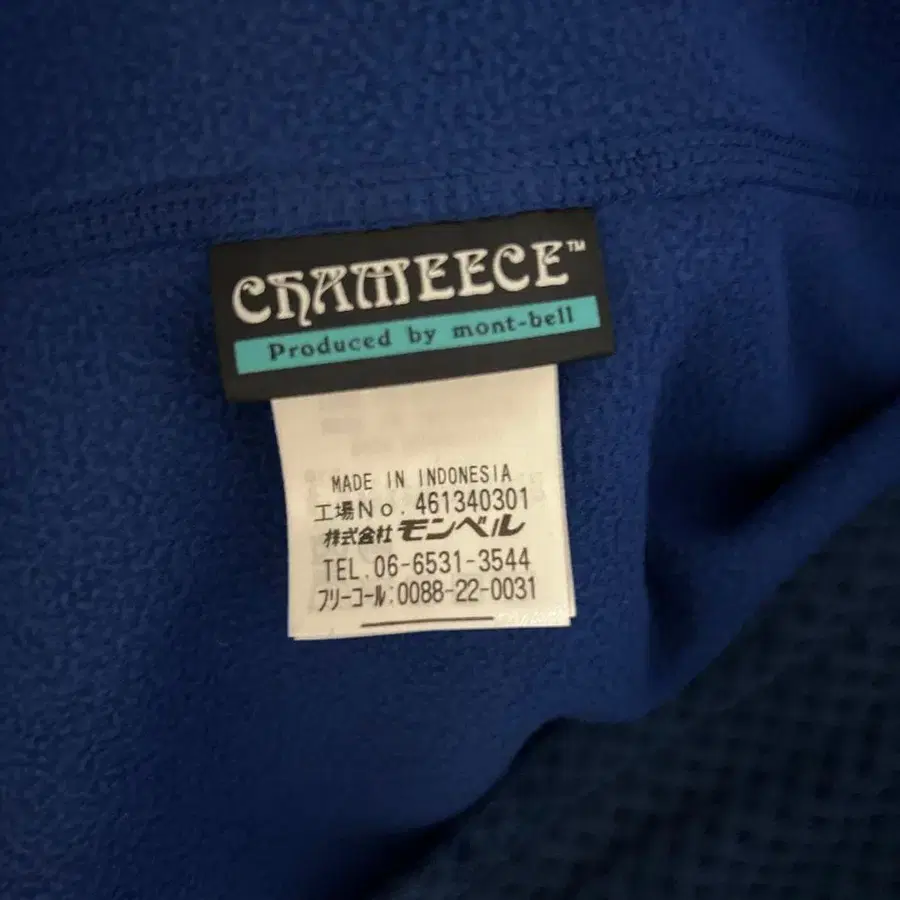 CHAMEECE™
Produced by mont-bell
MADE IN INDONESIA
工場No. 461340301
株式会社 モンベル
TEL.06-6531-3544
フリーコール:0088-22-0031